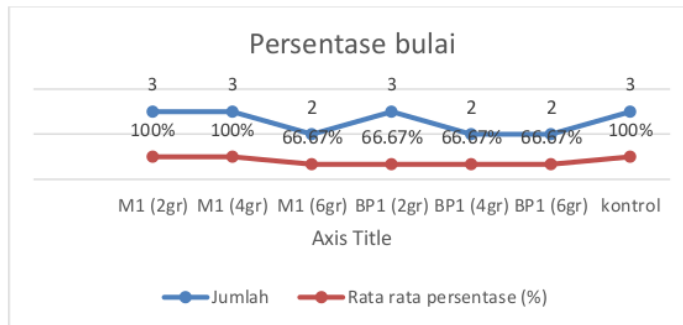 Persentase bulai
3 3 2 3 2 2 3
100% 100% 66.67% 66.67% 66.67% 66.67% 100%
M1 (2gr) M1 (4gr) M1 (6gr) BP1 (2gr) BP1 (4gr) BP1 (6gr) kontrol
Axis Title
Jumlah Rata rata persentase (%)